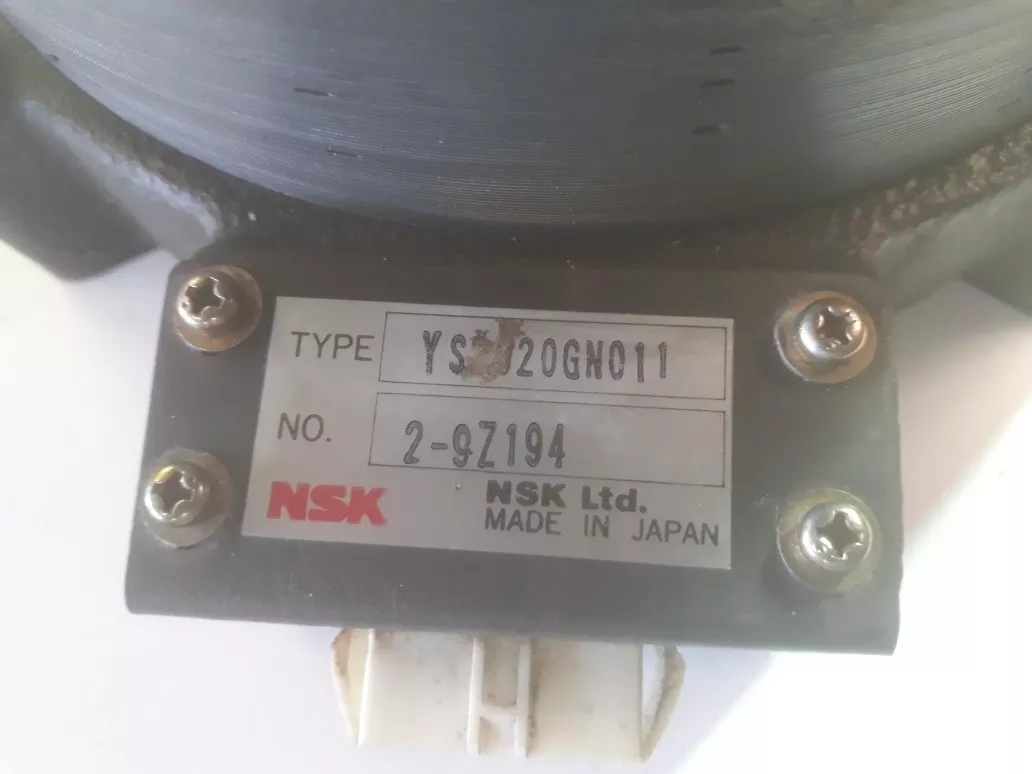 TYPE
NO. 2-9Z194
NSK NSK Ltd.
MADE IN JAPAN